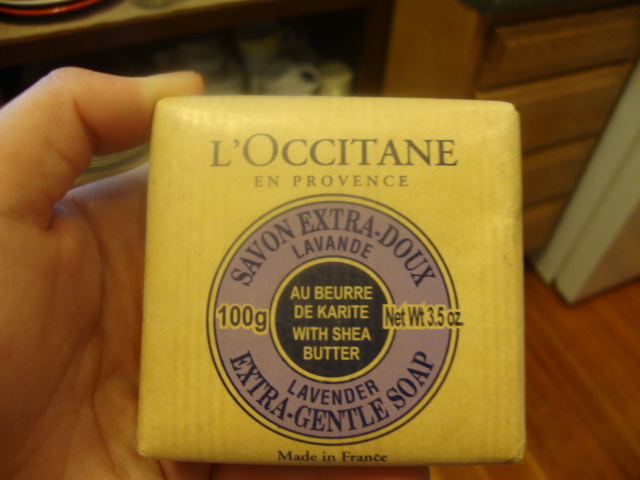 L'OCCITANE
EN PROVENCE
SAVON EXTRA-DOUX
LAVANDE
100g
AU BEURRE
DE KARITE
WITH SHEA
BUTTER
Net Wt 3.5 oz
LAVENDER
EXTRA-GENTLE SOAP
Made in France